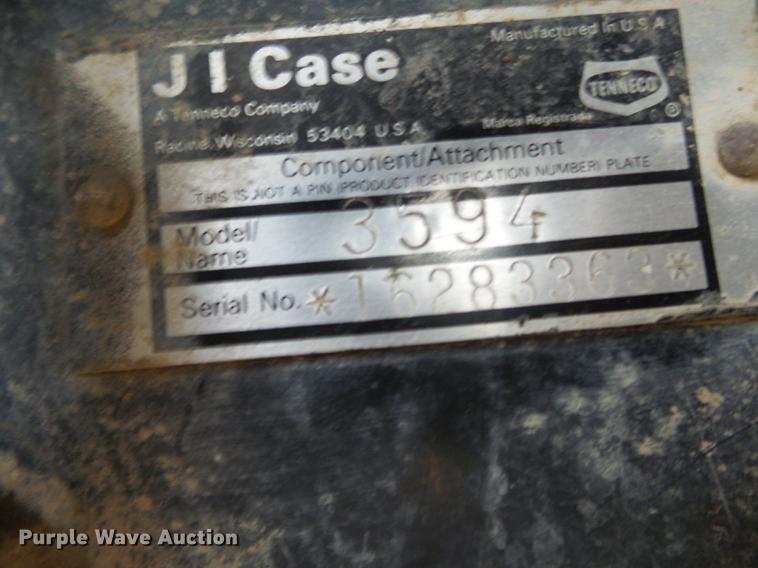 J I Case
Manufactured in U.S.A.
A Tenneco Company
TENNECO
®
Racine, Wisconsin 53404 U.S.A.
Marca Registrada
Component/Attachment
THIS IS NOT A PIN (PRODUCT IDENTIFICATION NUMBER) PLATE
Model/
Name
3594
Serial No.
*16283363*
Purple Wave Auction